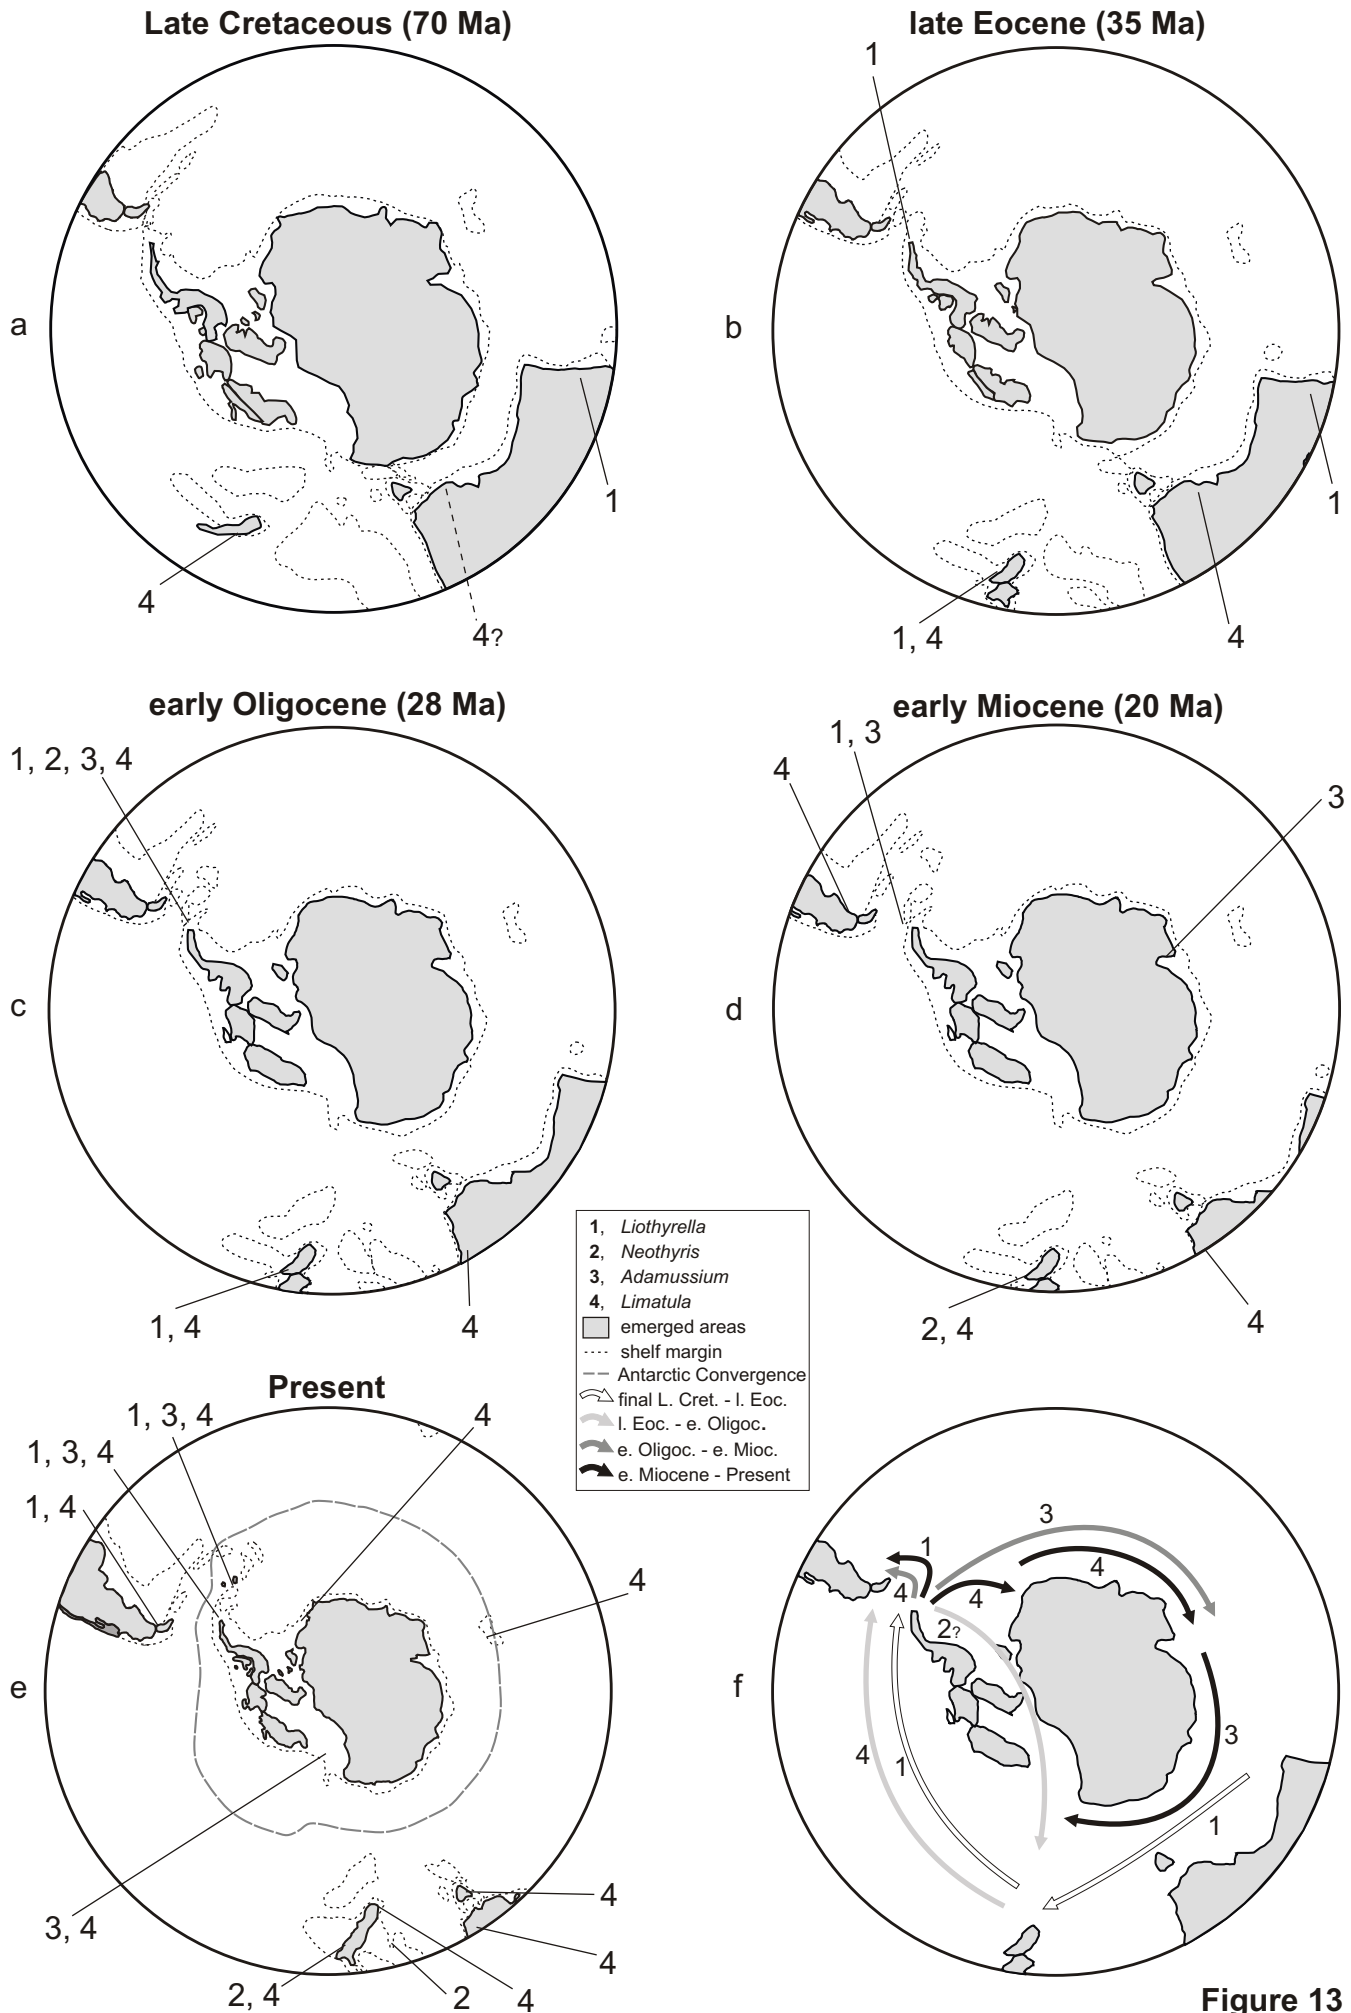 Late Cretaceous (70 Ma)
late Eocene (35 Ma)
1
a
b
1
1
4
4?
1, 4
4
early Oligocene (28 Ma)
early Miocene (20 Ma)
1, 2, 3, 4
1, 3
4
3
c
d
1, 4
4
2, 4
4
1, Liothyrella
2, Neothyris
3, Adamussium
4, Limatula
emerged areas
shelf margin
Antarctic Convergence
final L. Cret. - l. Eoc.
l. Eoc. - e. Oligoc.
e. Oligoc. - e. Mioc.
e. Miocene - Present
Present
1, 3, 4
4
1, 3, 4
1, 4
4
e
3, 4
4
4
2, 4
2
4
f
3
1
4
4
4
2?
4
1
3
1
Figure 13